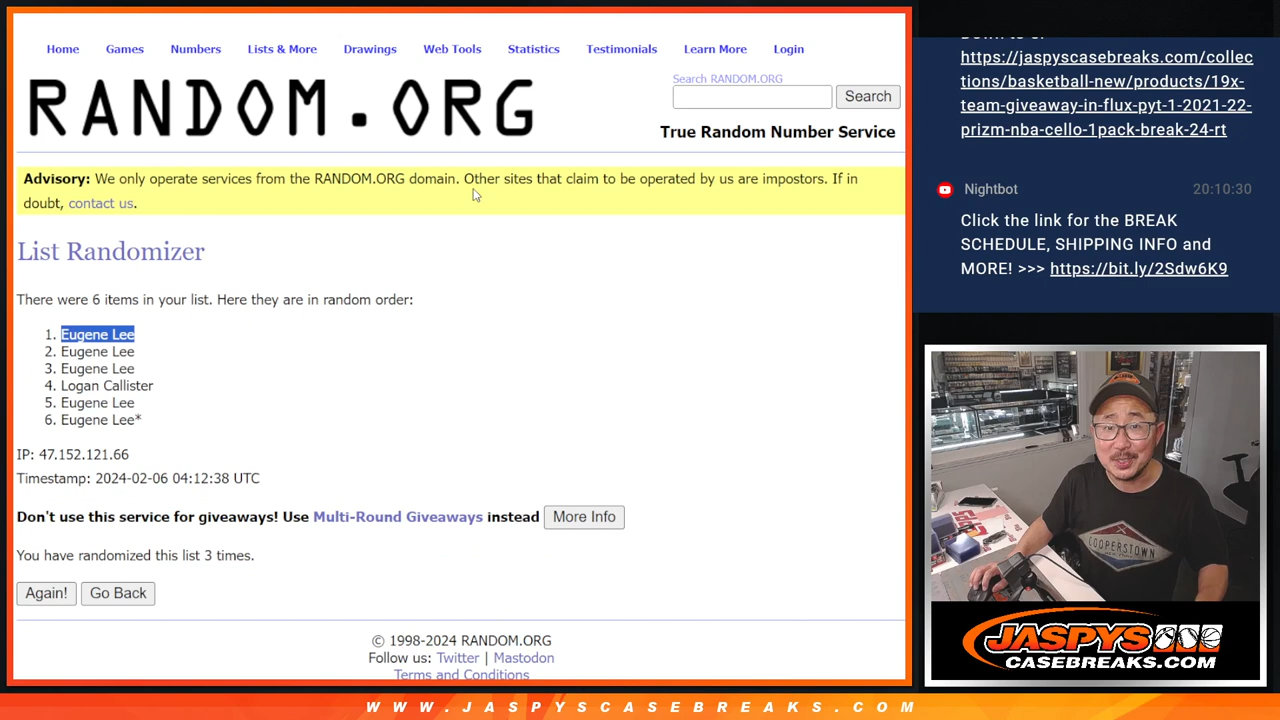 Home Games Numbers Lists & More Drawings Web Tools Statistics Testimonials Learn More Login
RANDOM.ORG
Search RANDOM.ORG
Search
True Random Number Service
Advisory: We only operate services from the RANDOM.ORG domain. Other sites that claim to be operated by us are impostors. If in
doubt, contact us.
List Randomizer
There were 6 items in your list. Here they are in random order:
1. Eugene Lee
2. Eugene Lee
3. Eugene Lee
4. Logan Callister
5. Eugene Lee
6. Eugene Lee*
IP: 47.152.121.66
Timestamp: 2024-02-06 04:12:38 UTC
Don't use this service for giveaways! Use Multi-Round Giveaways instead More Info
You have randomized this list 3 times.
Again! Go Back
© 1998-2024 RANDOM.ORG
Follow us: Twitter | Mastodon
Terms and Conditions
https://jaspyscasebreaks.com/collec
tions/basketball-new/products/19x-
team-giveaway-in-flux-pyt-1-2021-22-
prizm-nba-cello-1pack-break-24-rt
Nightbot 20:10:30
Click the link for the BREAK
SCHEDULE, SHIPPING INFO and
MORE! >>> https://bit.ly/2Sdw6K9
COOPERSTOWN
JASPYS
CASEBREAKS.COM
WWW.JASPYSCASEBREAKS.COM